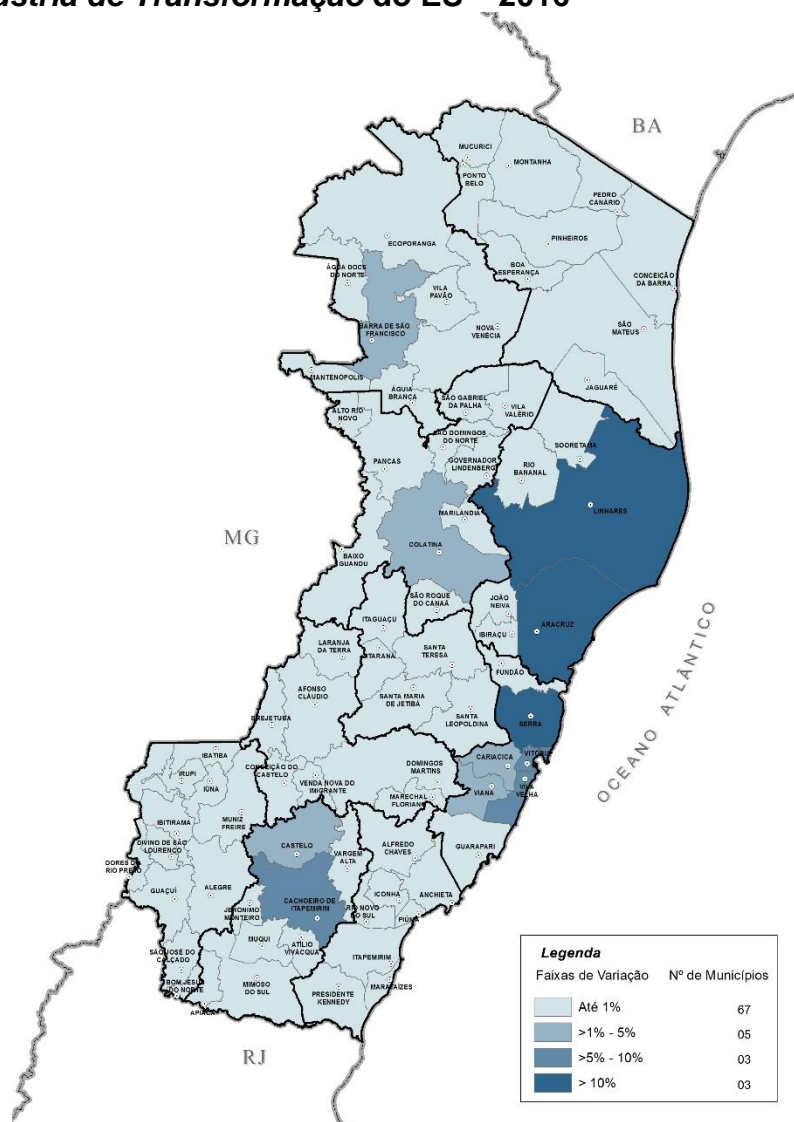 ústria de Transformação do ES – 2016
BA
MUCURICI
MONTANHA
PONTO
BELO
PEDRO
CANÁRIO
ECOPORANGA
PINHEIROS
ÁGUA DOCE
DO NORTE
BOA
ESPERANÇA
CONCEIÇÃO
DA BARRA
VILA
PAVÃO
BARRA DE SÃO
FRANCISCO
NOVA
VENÉCIA
SÃO
MATEUS
MANTENÓPOLIS
JAGUARÉ
ÁGUIA
BRANCA
SÃO GABRIEL
DA PALHA
VILA
VALÉRIO
ALTO RIO
NOVO
SÃO DOMINGOS
DO NORTE
SOORETAMA
PANCAS
GOVERNADOR
LINDENBERG
RIO
BANANAL
LINHARES
MARILÂNDIA
MG
COLATINA
BAIXO
GUANDU
SÃO ROQUE
DO CANAÃ
JOÃO
NEIVA
ITAGUAÇU
ARACRUZ
IBIRAÇU
LARANJA
DA TERRA
ITARANA
SANTA
TERESA
FUNDÃO
OCEANO ATLÂNTICO
AFONSO
CLÁUDIO
SANTA MARIA
DE JETIBÁ
SANTA
LEOPOLDINA
SERRA
BREJETUBA
IBATIBA
CARIACICA
VITÓRIA
CONCEIÇÃO DO
CASTELO
DOMINGOS
MARTINS
IRUPI
IÚNA
VENDA NOVA DO
IMIGRANTE
VIANA
VILA
VELHA
MARECHAL
FLORIANO
IBITIRAMA
MUNIZ
FREIRE
DIVINO DE SÃO
LOURENÇO
CASTELO
VARGEM
ALTA
ALFREDO
CHAVES
GUARAPARI
DORES DO
RIO PRETO
GUAÇUÍ
ALEGRE
ICONHA
ANCHIETA
JERÔNIMO
MONTEIRO
CACHOEIRO DE
ITAPEMIRIM
RIO NOVO
DO SUL
PIÚMA
MUQUI
ATÍLIO
VIVÁCQUA
SÃO JOSÉ DO
CALÇADO
ITAPEMIRIM
BOM JESUS
DO NORTE
MIMOSO
DO SUL
PRESIDENTE
KENNEDY
MARATAÍZES
APIACÁ
RJ
Legenda
Faixas de Variação Nº de Municípios
Até 1% 67
>1% - 5% 05
>5% - 10% 03
> 10% 03